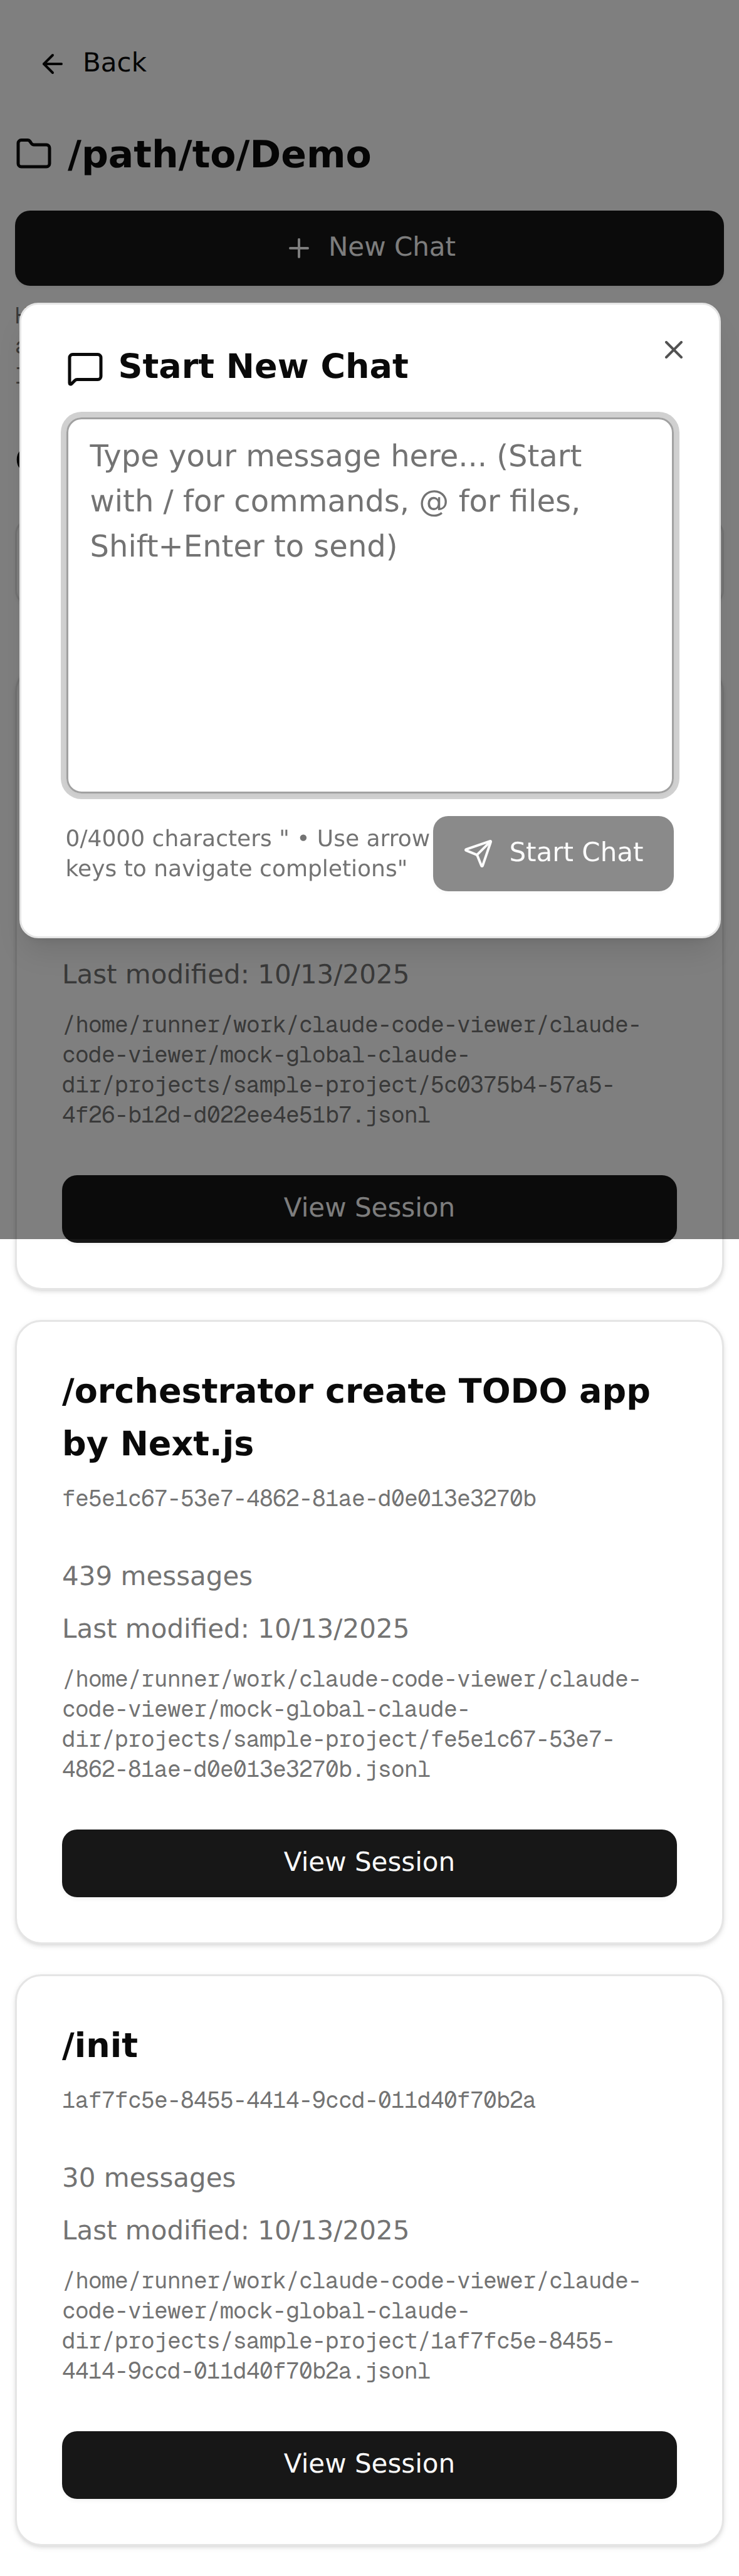 Back
/path/to/Demo
New Chat
Start New Chat
Type your message here... (Start
with / for commands, @ for files,
Shift+Enter to send)
0/4000 characters " • Use arrow
keys to navigate completions"
Start Chat
Last modified: 10/13/2025
/home/runner/work/claude-code-viewer/claude-
code-viewer/mock-global-claude-
dir/projects/sample-project/5c0375b4-57a5-
4f26-b12d-d022ee4e51b7.jsonl
View Session
/orchestrator create TODO app
by Next.js
fe5e1c67-53e7-4862-81ae-d0e013e3270b
439 messages
Last modified: 10/13/2025
/home/runner/work/claude-code-viewer/claude-
code-viewer/mock-global-claude-
dir/projects/sample-project/fe5e1c67-53e7-
4862-81ae-d0e013e3270b.jsonl
View Session
/init
1af7fc5e-8455-4414-9ccd-011d40f70b2a
30 messages
Last modified: 10/13/2025
/home/runner/work/claude-code-viewer/claude-
code-viewer/mock-global-claude-
dir/projects/sample-project/1af7fc5e-8455-
4414-9ccd-011d40f70b2a.jsonl
View Session